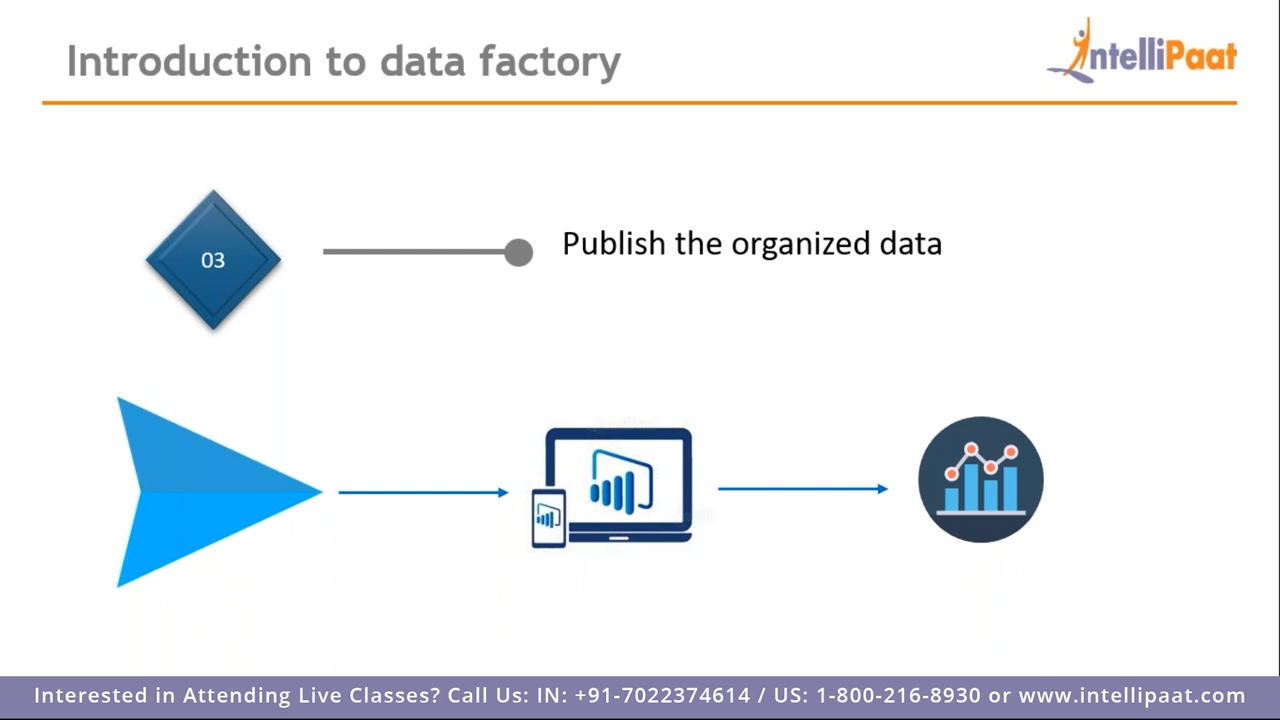 Introduction to data factory
IntelliPaat
03
Publish the organized data
Interested in Attending Live Classes? Call Us: IN: +91-7022374614 / US: 1-800-216-8930 or www.intellipaat.com